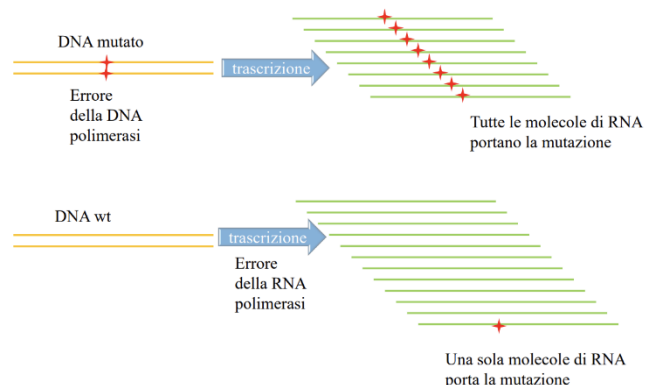 DNA mutato
trascrizione
Errore
della DNA
polimerasi
Tutte le molecole di RNA
portano la mutazione
DNA wt
trascrizione
Errore
della RNA
polimerasi
Una sola molecole di RNA
porta la mutazione